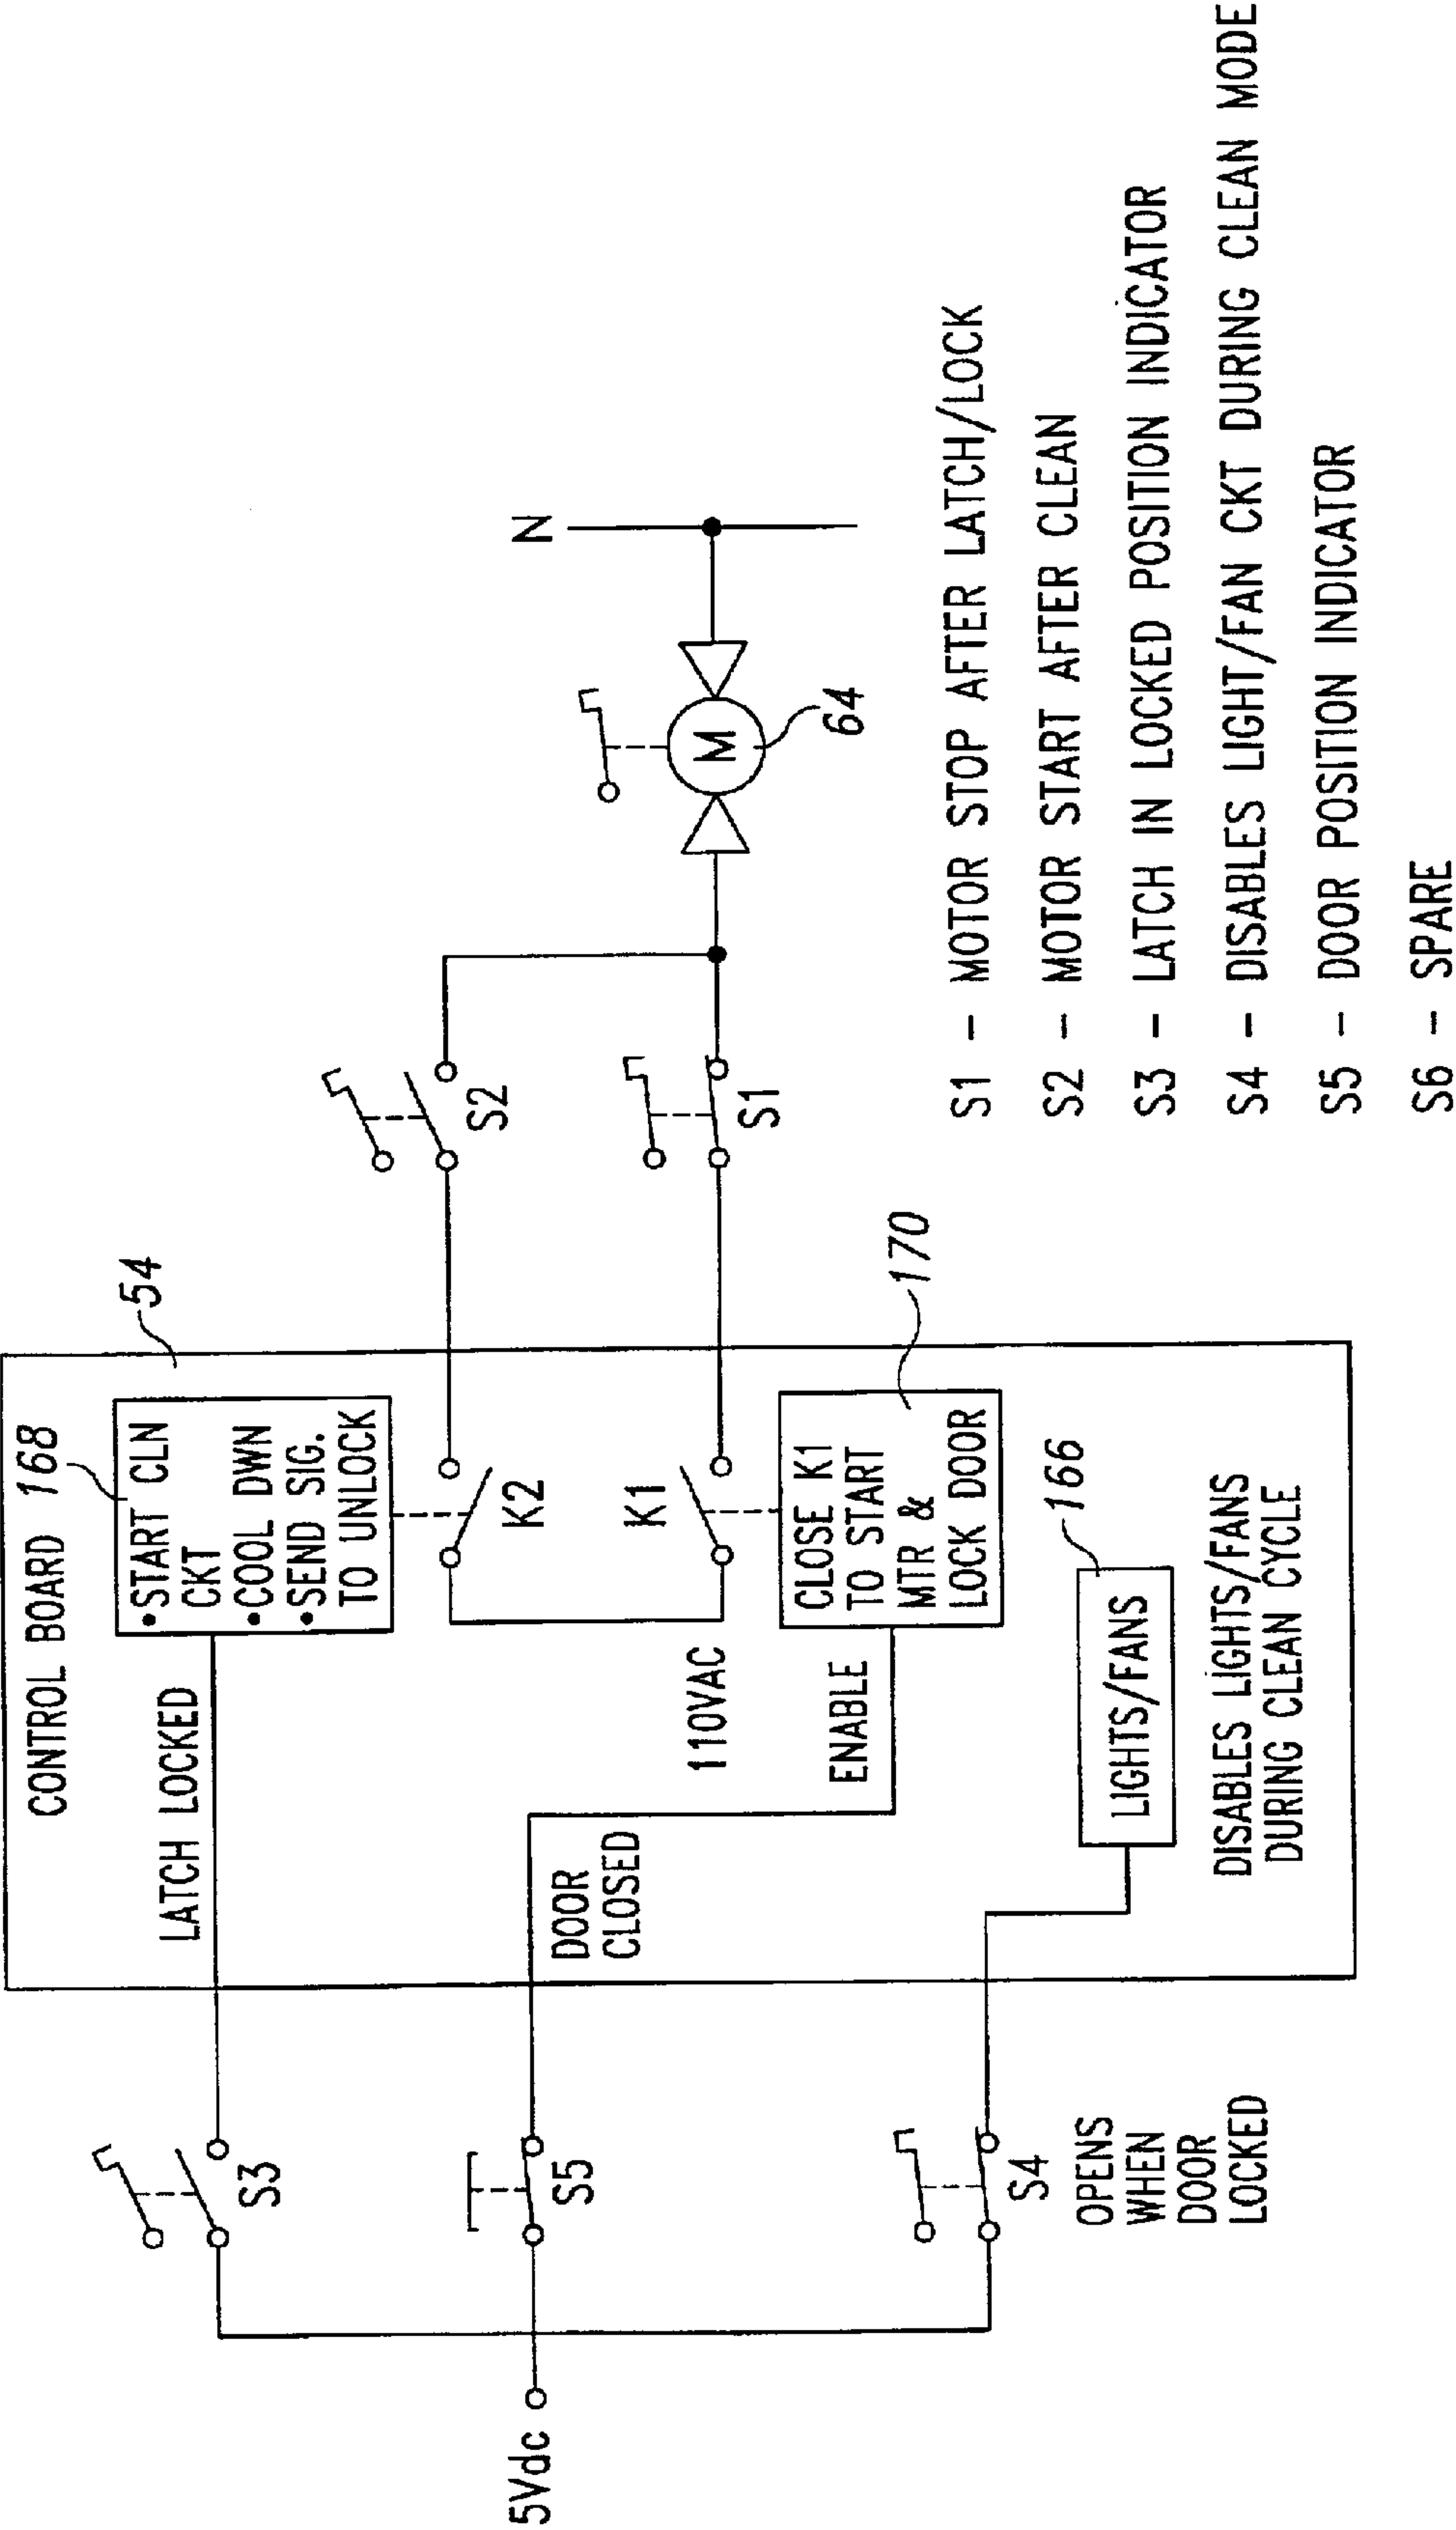 CONTROL BOARD
168
54
• START CLN
CKT
• COOL DWN
• SEND SIG.
TO UNLOCK
LATCH LOCKED
S3
S2
K2
N
M
64
5Vdc
S5
DOOR
CLOSED
110VAC
K1
S1
ENABLE
CLOSE K1
TO START
MTR &
LOCK DOOR
170
S4
OPENS
WHEN
DOOR
LOCKED
LIGHTS/FANS
166
DISABLES LIGHTS/FANS
DURING CLEAN CYCLE
S1 - MOTOR STOP AFTER LATCH/LOCK
S2 - MOTOR START AFTER CLEAN
S3 - LATCH IN LOCKED POSITION INDICATOR
S4 - DISABLES LIGHT/FAN CKT DURING CLEAN MODE
S5 - DOOR POSITION INDICATOR
S6 - SPARE